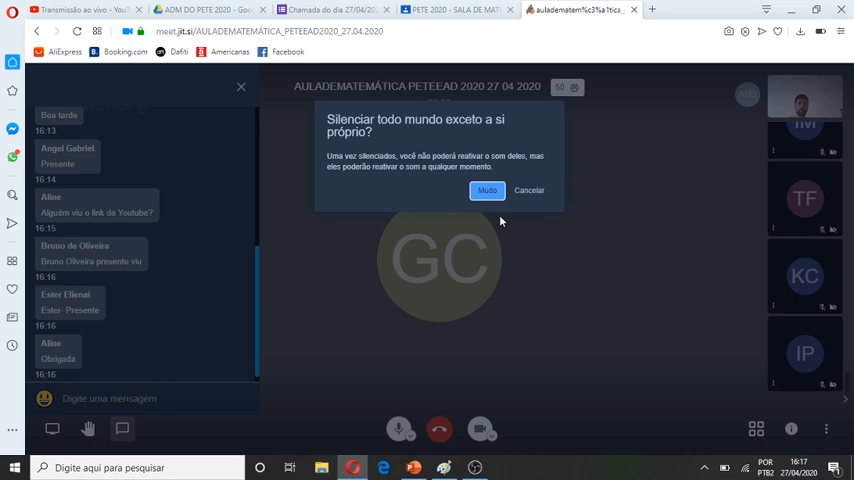 Transmissão ao vivo - YouT
ADM DO PETE 2020 - Goog
Chamada do dia 27/04/20
PETE 2020 - SALA DE MAT
auladematem%c3%a1tica_
meet.jit.si/AULADEMATEMÁTICA_PETEEAD2020_27.04.2020
AliExpress
Booking.com
Dafiti
Americanas
Facebook
AULADEMATEMÁTICA PETEEAD 2020 27 04 2020
50
Boa tarde
16:13
Angel Gabriel
Presente
16:14
Aline
Alguém viu o link do Youtube?
16:15
Bruno de Oliveira
Bruno Oliveira presente viu
16:16
Ester Elienai
Ester- Presente
16:16
Aline
Obrigada
16:16
Digite uma mensagem
Silenciar todo mundo exceto a si
próprio?
Uma vez silenciados, você não poderá reativar o som deles, mas
eles poderão reativar o som a qualquer momento.
Mudo
Cancelar
GC
TF
KC
IP
Digite aqui para pesquisar
POR
PTB2
16:17
27/04/2020